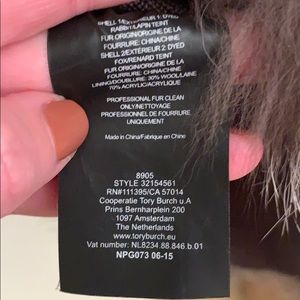 SHELL 1/EXTÉRIEUR 1: DYED
RABBIT/LAPIN TEINT
FUR ORIGIN/ORIGINE DE LA
FOURRURE: CHINA/CHINE
SHELL 2/EXTÉRIEUR 2: DYED
FOX/RENARD TEINT
FUR ORIGIN/ORIGINE DE LA
FOURRURE: CHINA/CHINE
LINING/DOUBLURE: 30% WOOL/LAINE
70% ACRYLIC/ACRYLIQUE
PROFESSIONAL FUR CLEAN
ONLY/NETTOYAGE
PROFESSIONNEL DE FOURRURE
UNIQUEMENT
Made in China/Fabriqué en Chine
8905
STYLE 32154561
RN#111395/CA 57014
Cooperatie Tory Burch u.A
Prins Bernhardplein 200
1097 Amsterdam
The Netherlands
www.toryburch.eu
Vat number: NL8234.88.846.b.01
NPG073 06-15